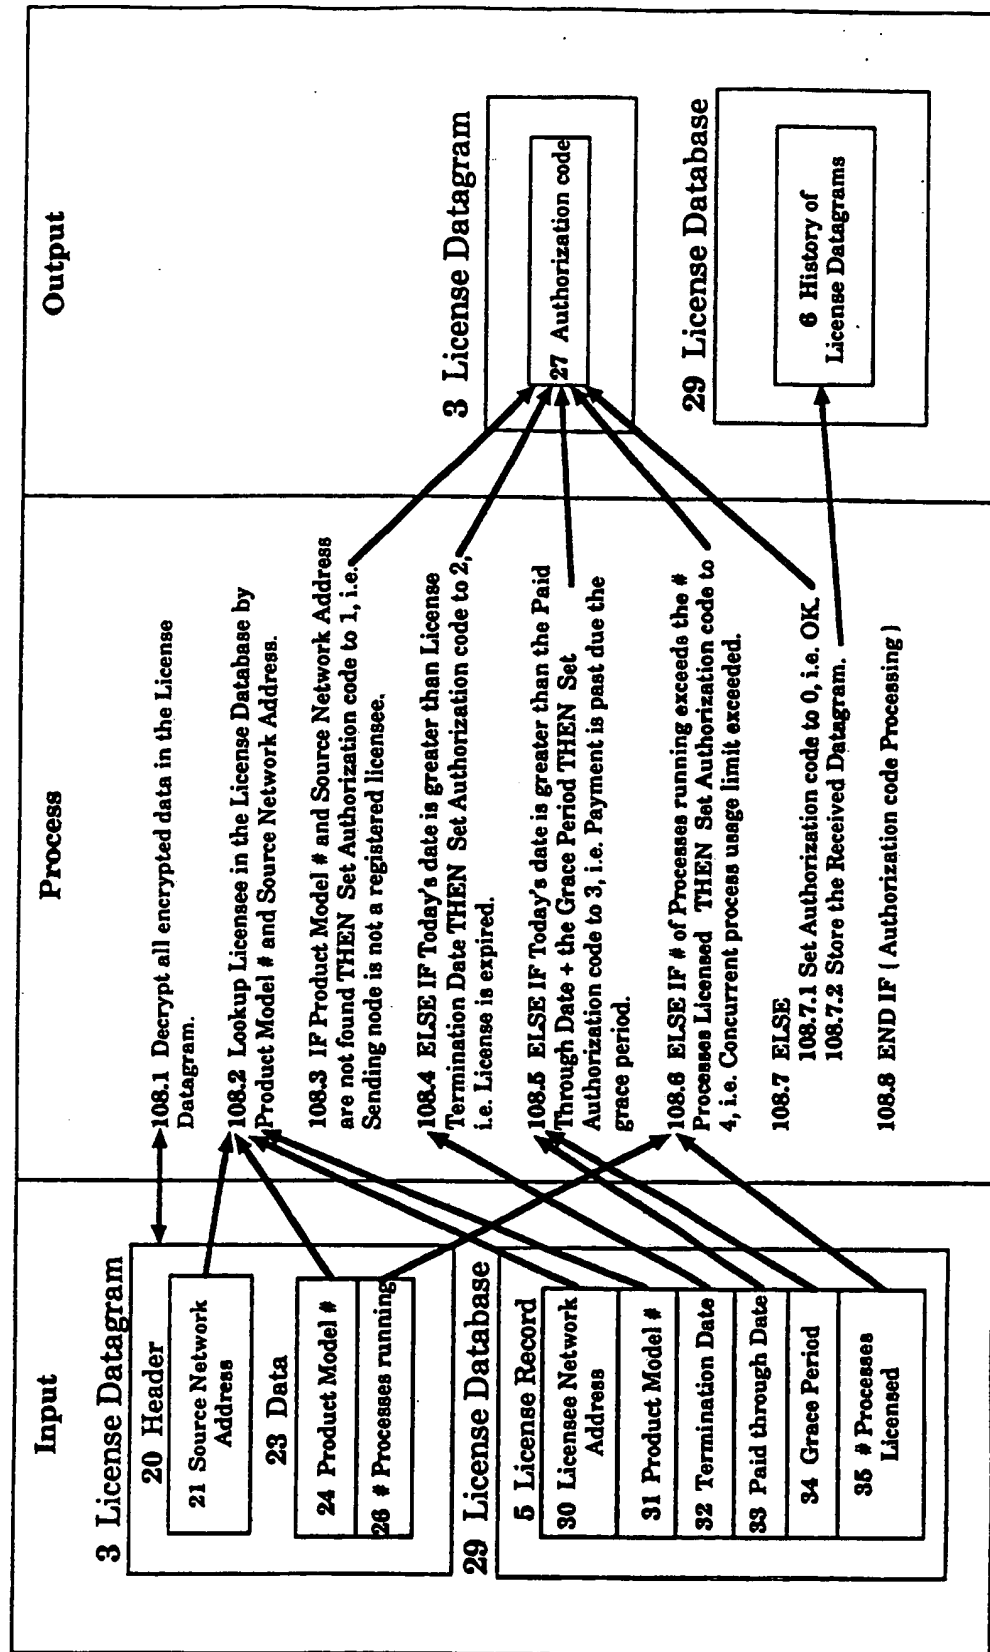 Input
3 License Datagram
20 Header
21 Source Network
Address
23 Data
24 Product Model #
26 # Processes running
29 License Database
5 License Record
30 Licensee Network
Address
31 Product Model #
32 Termination Date
33 Paid through Date
34 Grace Period
35 # Processes
Licensed
Process
108.1 Decrypt all encrypted data in the License
Datagram.
108.2 Lookup Licensee in the License Database by
Product Model # and Source Network Address.
108.3 IF Product Model # and Source Network Address
are not found THEN Set Authorization code to 1, i.e.
Sending node is not a registered licensee.
108.4 ELSE IF Today's date is greater than License
Termination Date THEN Set Authorization code to 2,
i.e. License is expired.
108.5 ELSE IF Today's date is greater than the Paid
Through Date + the Grace Period THEN Set
Authorization code to 3, i.e. Payment is past due the
grace period.
108.6 ELSE IF # of Processes running exceeds the #
Processes Licensed THEN Set Authorization code to
4, i.e. Concurrent process usage limit exceeded.
108.7 ELSE
108.7.1 Set Authorization code to 0, i.e. OK.
108.7.2 Store the Received Datagram.
108.8 END IF { Authorization code Processing }
Output
3 License Datagram
27 Authorization code
29 License Database
6 History of
License Datagrams